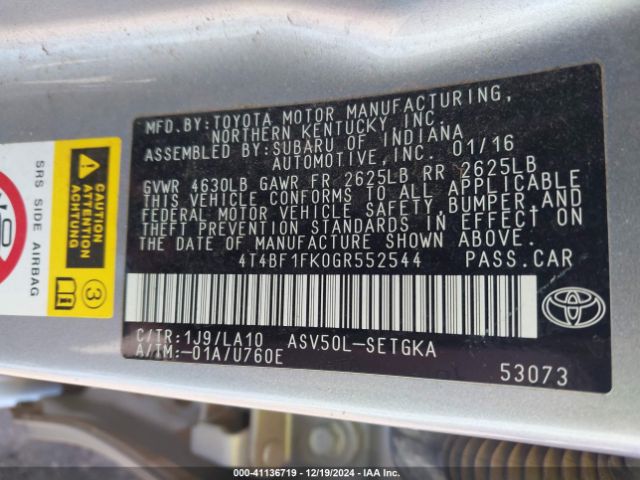 MFD.BY:TOYOTA MOTOR MANUFACTURING,
NORTHERN KENTUCKY INC.
ASSEMBLED BY:SUBARU OF INDIANA
AUTOMOTIVE,INC. 01/16
GVWR 4630LB GAWR FR 2625LB RR 2625LB
THIS VEHICLE CONFORMS TO ALL APPLICABLE
FEDERAL MOTOR VEHICLE SAFETY,BUMPER,AND
THEFT PREVENTION STANDARDS IN EFFECT ON
THE DATE OF MANUFACTURE SHOWN ABOVE.
4T4BF1FK0GR552544 PASS.CAR
C/TR:1J9/LA10 ASV50L-SETGKA
A/TM:-01A/U760E
53073
TOYOTA
SRS SIDE AIRBAG
CAUTION
ATTENTION
ACHTUNG
3
000-41136719 • 12/19/2024 • IAA Inc.